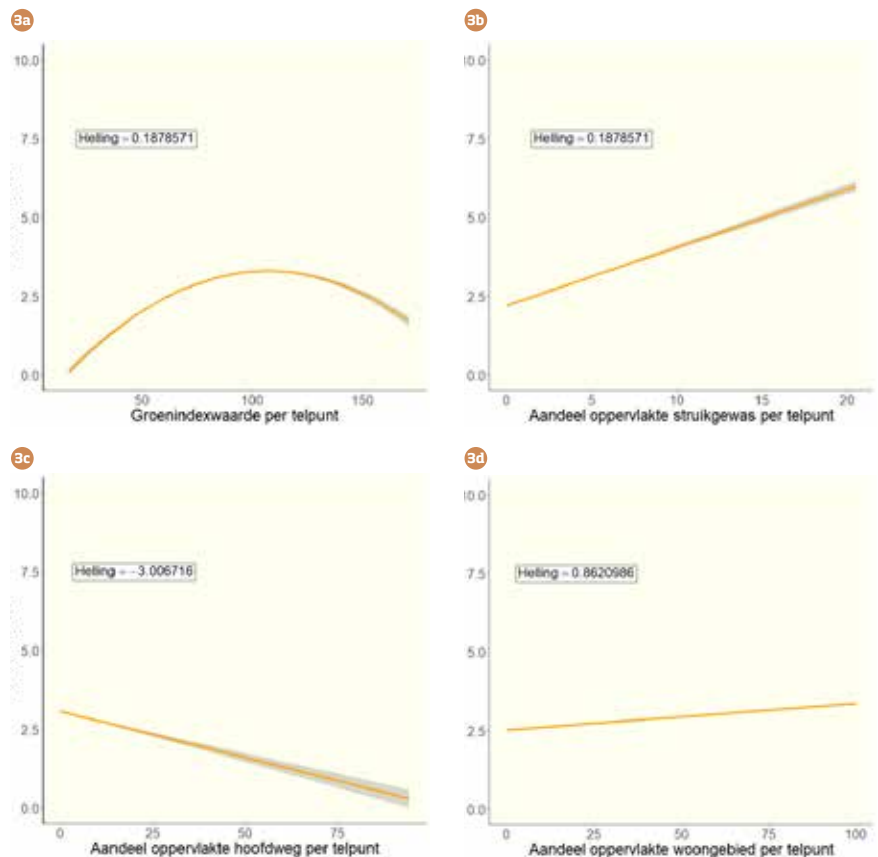 3a
10.0
7.5
5.0
2.5
0.0
Helling = 0.1878571
50 100 150
Groenindexwaarde per telpunt
3b
10.0
7.5
5.0
2.5
0.0
Helling = 0.1878571
0 5 10 15 20
Aandeel oppervlakte struikgewas per telpunt
3c
10.0
7.5
5.0
2.5
0.0
Helling = -3.006716
0 25 50 75
Aandeel oppervlakte hoofdweg per telpunt
3d
10.0
7.5
5.0
2.5
0.0
Helling = 0.8620986
0 25 50 75 100
Aandeel oppervlakte woongebied per telpunt